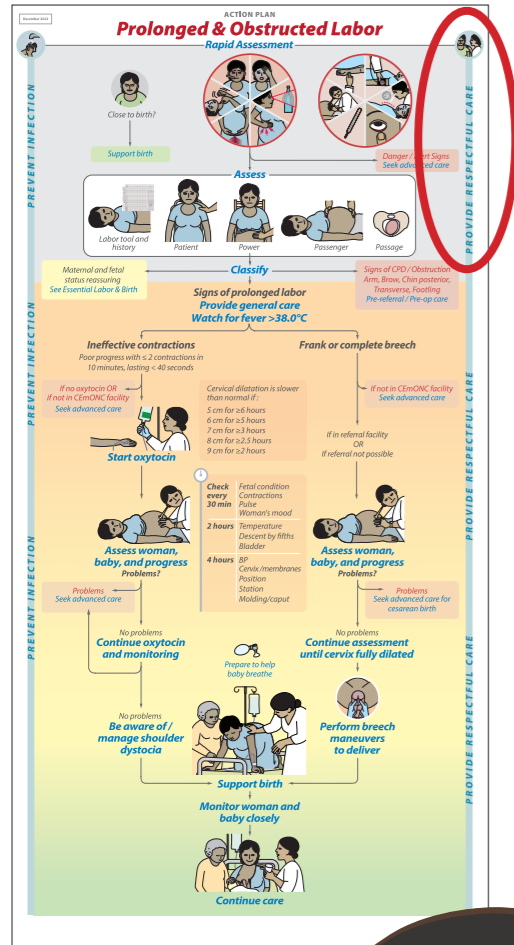 December 2022
ACTION PLAN
Prolonged & Obstructed Labor
Rapid Assessment
PREVENT INFECTION
PROVIDE RESPECTFUL CARE
Close to birth?
Support birth
Danger / Alert Signs
Seek advanced care
Assess
Labor tool and
history
Patient
Power
Passenger
Passage
Maternal and fetal
status reassuring
See Essential Labor & Birth
Classify
Signs of CPD / Obstruction
Arm, Brow, Chin posterior,
Transverse, Footling
Pre-referral / Pre-op care
Signs of prolonged labor
Provide general care
Watch for fever >38.0°C
PREVENT INFECTION
PROVIDE RESPECTFUL CARE
Ineffective contractions
Poor progress with ≤ 2 contractions in
10 minutes, lasting < 40 seconds
Frank or complete breech
If no oxytocin OR
if not in CEmONC facility
Seek advanced care
Cervical dilatation is slower
than normal if :
5 cm for ≥6 hours
6 cm for ≥5 hours
7 cm for ≥3 hours
8 cm for ≥2.5 hours
9 cm for ≥2 hours
If not in CEmONC facility
Seek advanced care
If in referral facility
OR
If referral not possible
Start oxytocin
Check
every
30 min
Fetal condition
Contractions
Pulse
Woman's mood
2 hours
Temperature
Descent by fifths
Bladder
4 hours
BP
Cervix/membranes
Position
Station
Molding/caput
Assess woman,
baby, and progress
Problems?
Assess woman,
baby, and progress
Problems?
PREVENT INFECTION
PROVIDE RESPECTFUL CARE
Problems
Seek advanced care
Problems
Seek advanced care for
cesarean birth
No problems
Continue oxytocin
and monitoring
No problems
Continue assessment
until cervix fully dilated
Prepare to help
baby breathe
No problems
Be aware of /
manage shoulder
dystocia
Perform breech
maneuvers
to deliver
Support birth
Monitor woman and
baby closely
Continue care